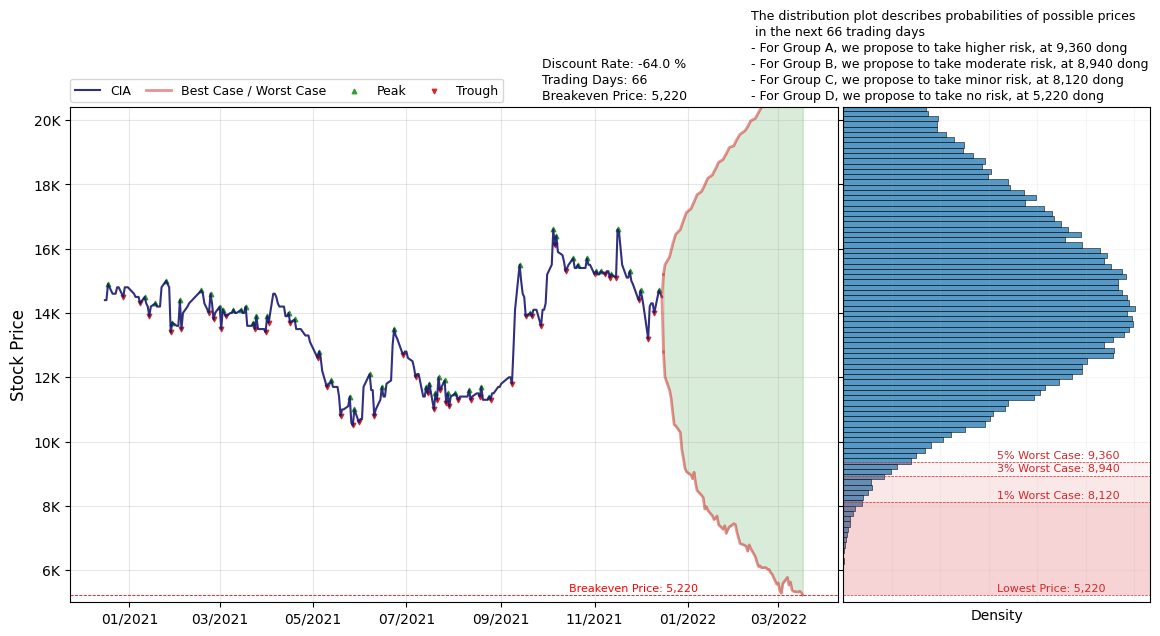 The distribution plot describes probabilities of possible prices
in the next 66 trading days
- For Group A, we propose to take higher risk, at 9,360 dong
- For Group B, we propose to take moderate risk, at 8,940 dong
- For Group C, we propose to take minor risk, at 8,120 dong
- For Group D, we propose to take no risk, at 5,220 dong
Discount Rate: -64.0 %
Trading Days: 66
Breakeven Price: 5,220
CIA
Best Case / Worst Case
Peak
Trough
Stock Price
20K
18K
16K
14K
12K
10K
8K
6K
Breakeven Price: 5,220
01/2021
03/2021
05/2021
07/2021
09/2021
11/2021
01/2022
03/2022
5% Worst Case: 9,360
3% Worst Case: 8,940
1% Worst Case: 8,120
Lowest Price: 5,220
Density